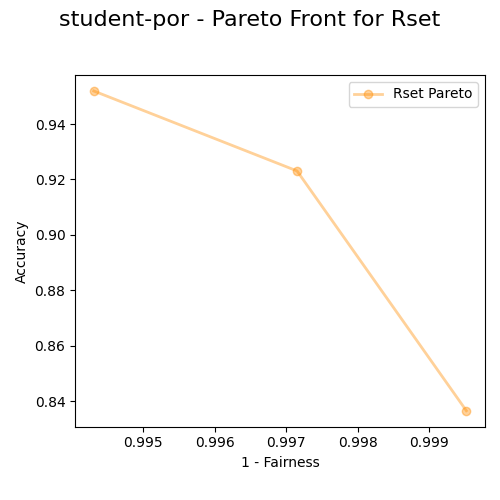 student-por - Pareto Front for Rset
Rset Pareto
Accuracy
0.94
0.92
0.90
0.88
0.86
0.84
0.995 0.996 0.997 0.998 0.999
1 - Fairness